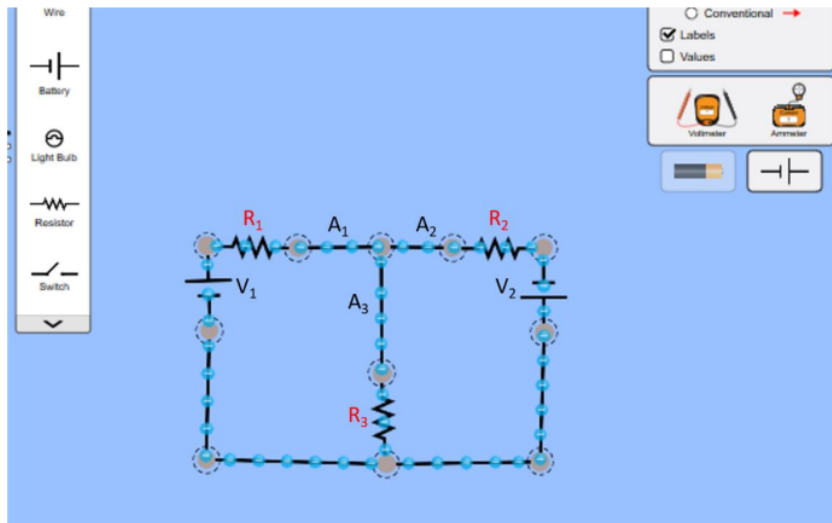 Wire
Battery
Light Bulb
Resistor
Switch
Conventional
Labels
Values
Voltmeter
Ammeter
R1
A1
A2
R2
V1
V2
A3
R3